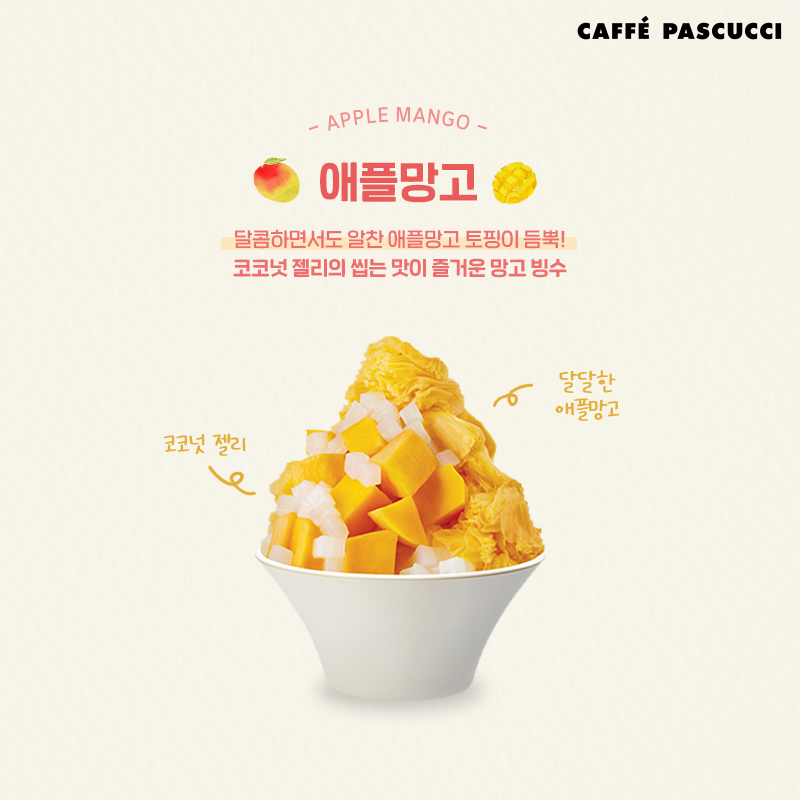 CAFFÉ PASCUCCI
- APPLE MANGO -
애플망고
달콤하면서도 알찬 애플망고 토핑이 듬뿍!
코코넛 젤리의 씹는 맛이 즐거운 망고 빙수
달달한
애플망고
코코넛 젤리